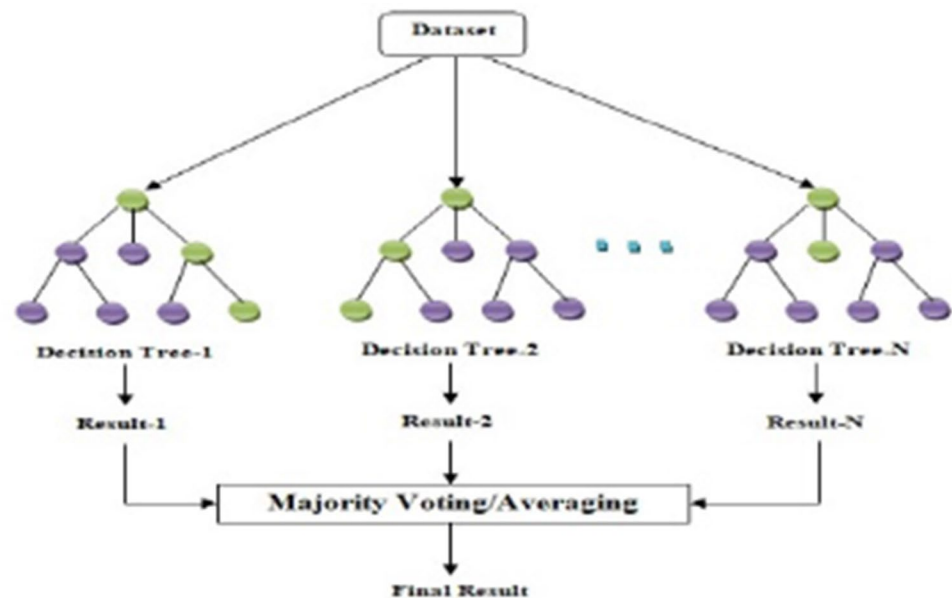 Dataset
Decision Tree-1
Decision Tree-2
Decision Tree-N
Result-1
Result-2
Result-N
Majority Voting/Averaging
Final Result